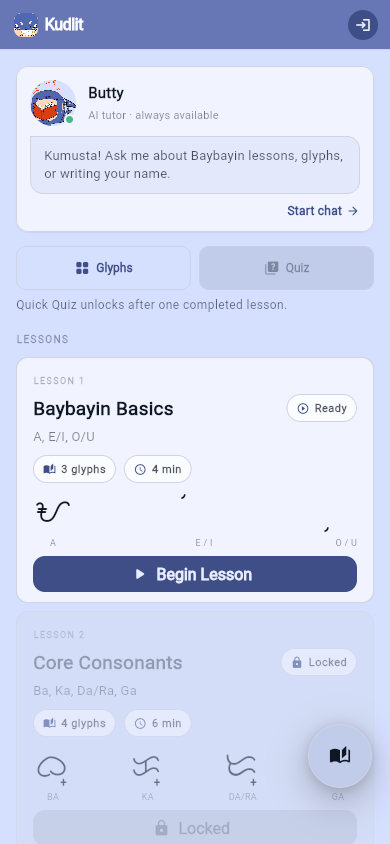 Kudlit
Butty
AI tutor · always available
Kumusta! Ask me about Baybayin lessons, glyphs,
or writing your name.
Start chat →
Glyphs
Quiz
Quick Quiz unlocks after one completed lesson.
LESSONS
LESSON 1
Baybayin Basics
Ready
A, E/I, O/U
3 glyphs
4 min
A
E / I
O / U
Begin Lesson
LESSON 2
Core Consonants
Locked
Ba, Ka, Da/Ra, Ga
4 glyphs
6 min
BA
KA
DA/RA
GA
Locked